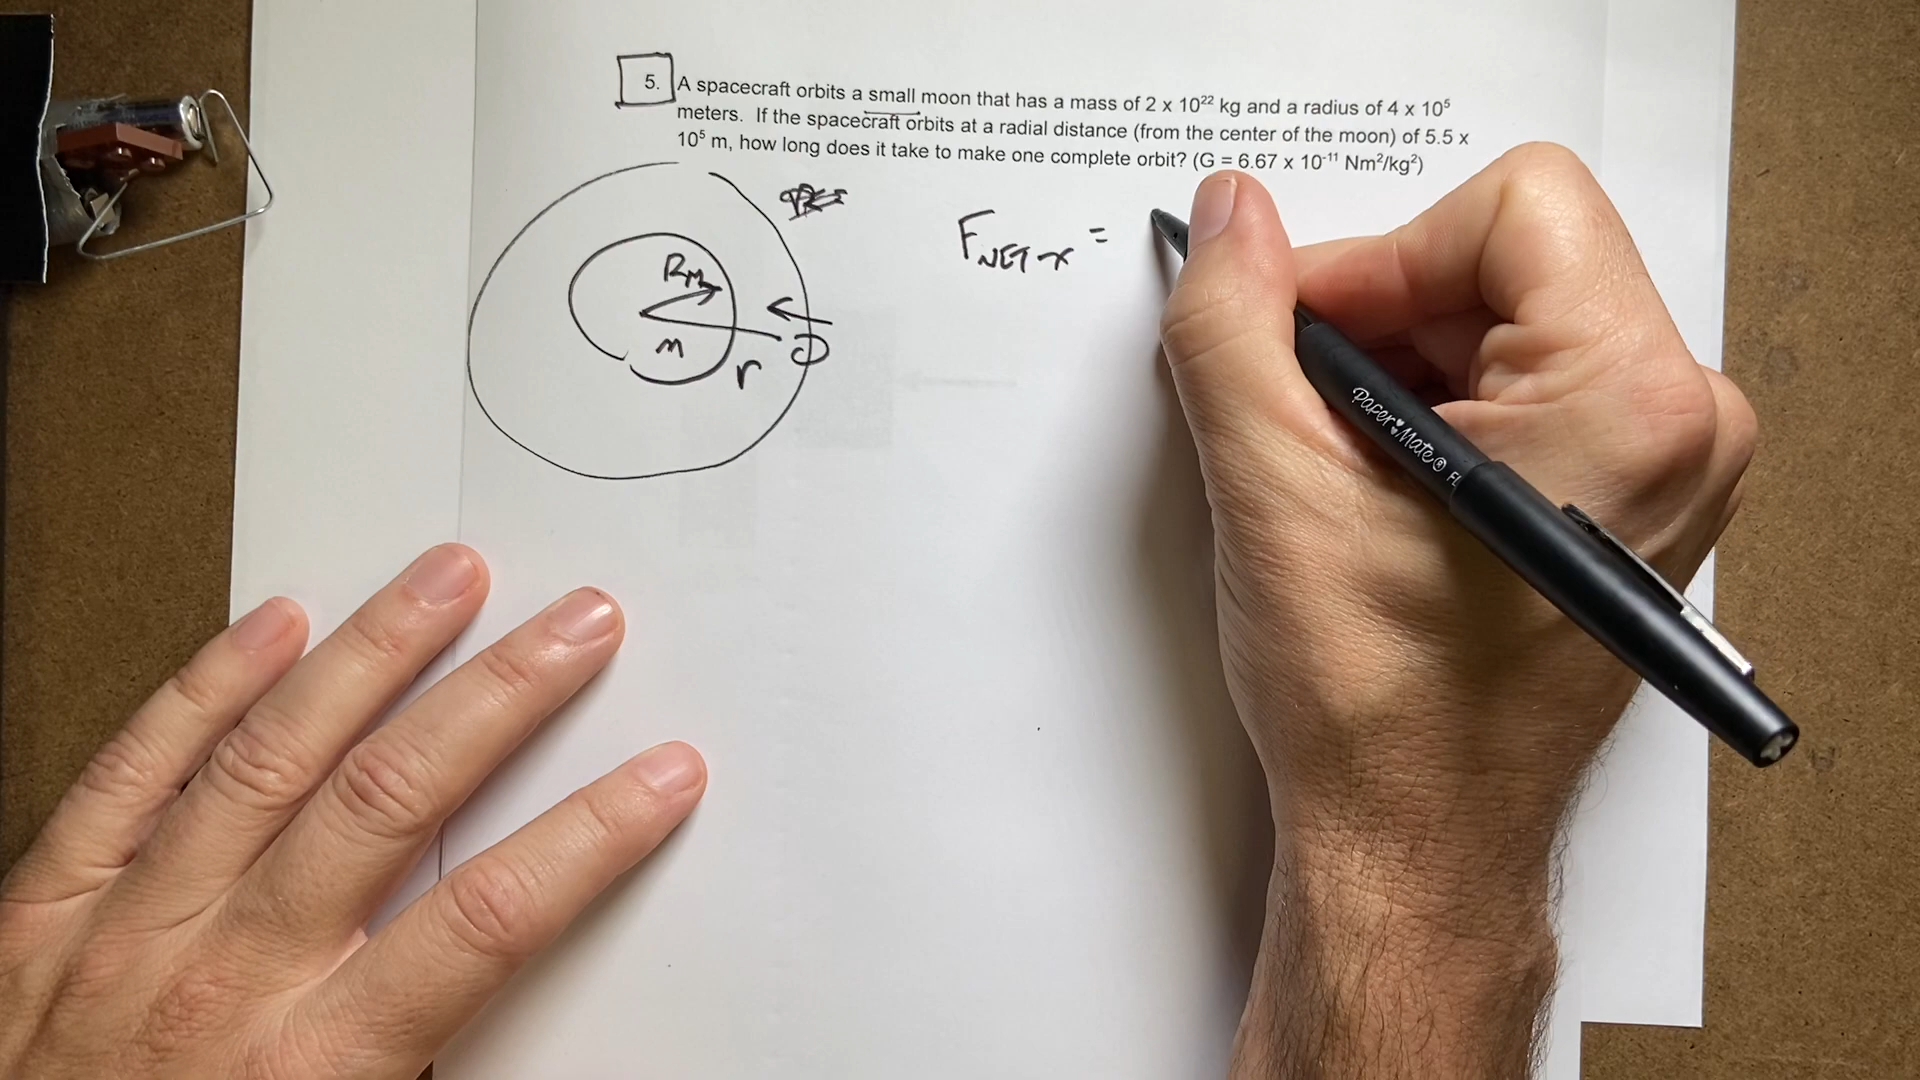 5. A spacecraft orbits a small moon that has a mass of 2 x 10²² kg and a radius of 4 x 10⁵
meters. If the spacecraft orbits at a radial distance (from the center of the moon) of 5.5 x
10⁵ m, how long does it take to make one complete orbit? (G = 6.67 x 10⁻¹¹ Nm²/kg²)
F_NET-x =
R_M
m
r
Paper Mate® FL